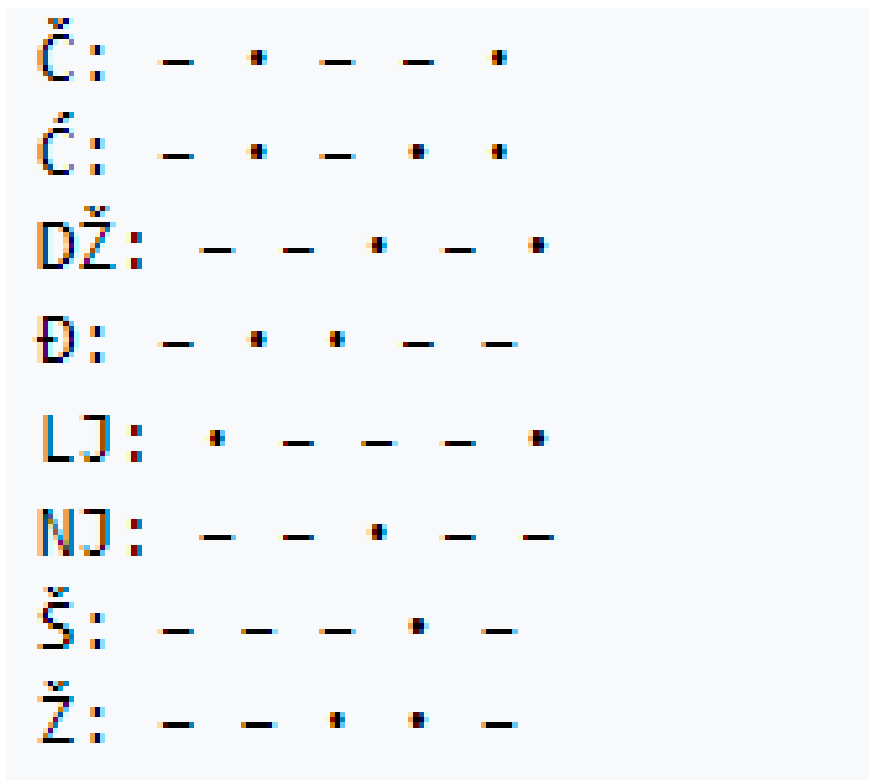 Č: – • – – •
Ć: – • – • •
DŽ: – – • – •
Đ: – • • – –
LJ: • – – – •
NJ: – – • – –
Š: – – – • –
Ž: – – • • –